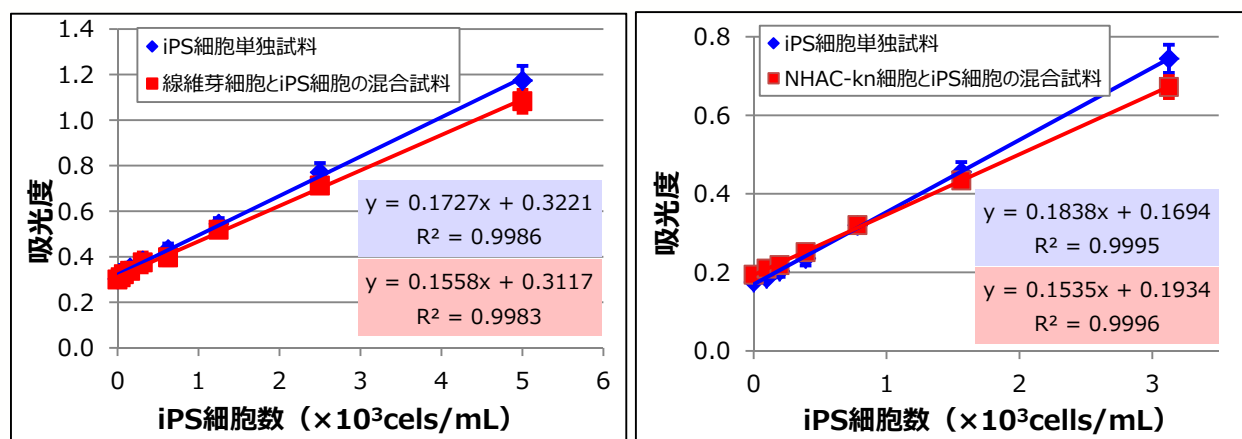 1.4
1.2
1.0
0.8
0.6
0.4
0.2
0.0
吸光度
iPS細胞単独試料
線維芽細胞とiPS細胞の混合試料
y = 0.1727x + 0.3221
R² = 0.9986
y = 0.1558x + 0.3117
R² = 0.9983
0 1 2 3 4 5 6
iPS細胞数（×10³cels/mL）
0.8
0.6
0.4
0.2
0.0
吸光度
iPS細胞単独試料
NHAC-kn細胞とiPS細胞の混合試料
y = 0.1838x + 0.1694
R² = 0.9995
y = 0.1535x + 0.1934
R² = 0.9996
0 1 2 3
iPS細胞数（×10³cells/mL）